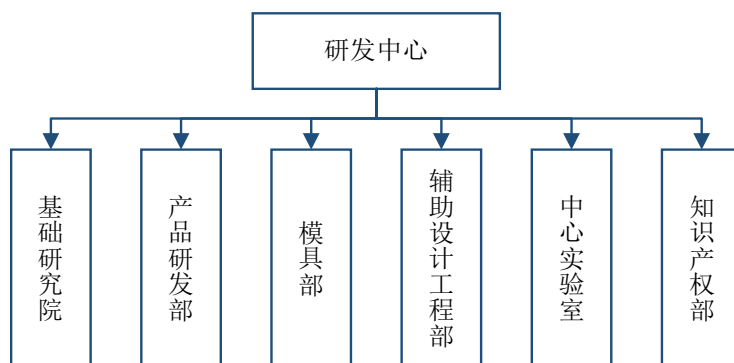 研发中心
基础研究院
产品研发部
模具部
辅助设计工程部
中心实验室
知识产权部